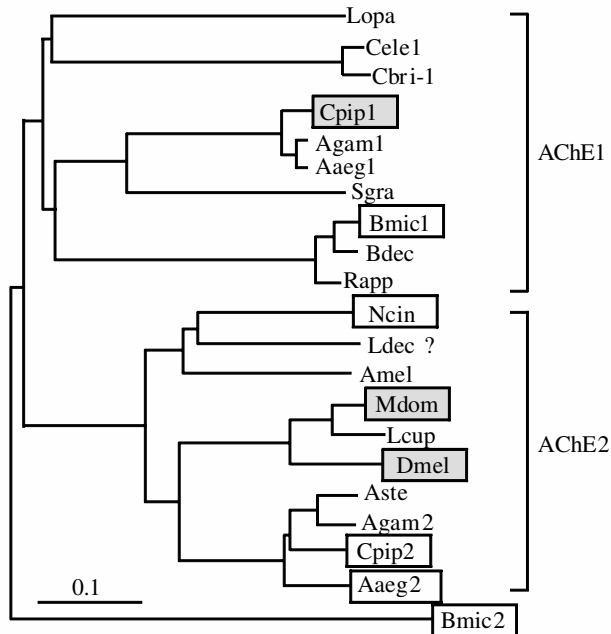 Lopa
Cele1
Cbri-1
Cpip1
Agam1
AChE1
Aaeg1
Sgra
Bmic1
Bdec
Rapp
Ncin
Ldec ?
Amel
Mdom
Lcup
AChE2
Dmel
Aste
Agam2
Cpip2
Aaeg2
0.1
Bmic2